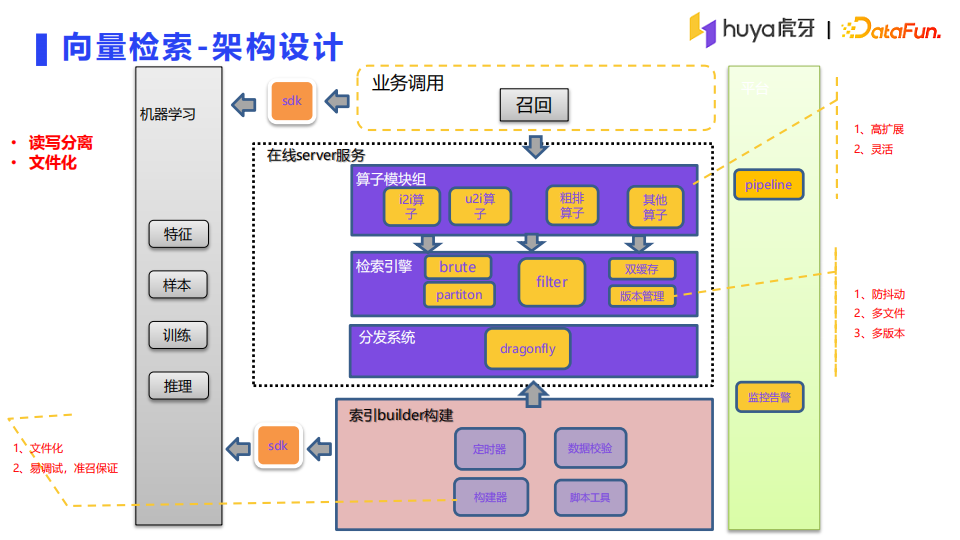 向量检索-架构设计
huya虎牙 | DataFun.
• 读写分离
• 文件化
机器学习
特征
样本
训练
推理
sdk
业务调用
召回
在线server服务
算子模块组
i2i算
子
u2i算
子
粗排
算子
其他
算子
检索引擎
brute
partiton
filter
双缓存
版本管理
分发系统
dragonfly
sdk
索引builder构建
定时器
数据校验
构建器
脚本工具
平台
pipeline
监控告警
1、高扩展
2、灵活
1、防抖动
2、多文件
3、多版本
1、文件化
2、易调试，准召保证